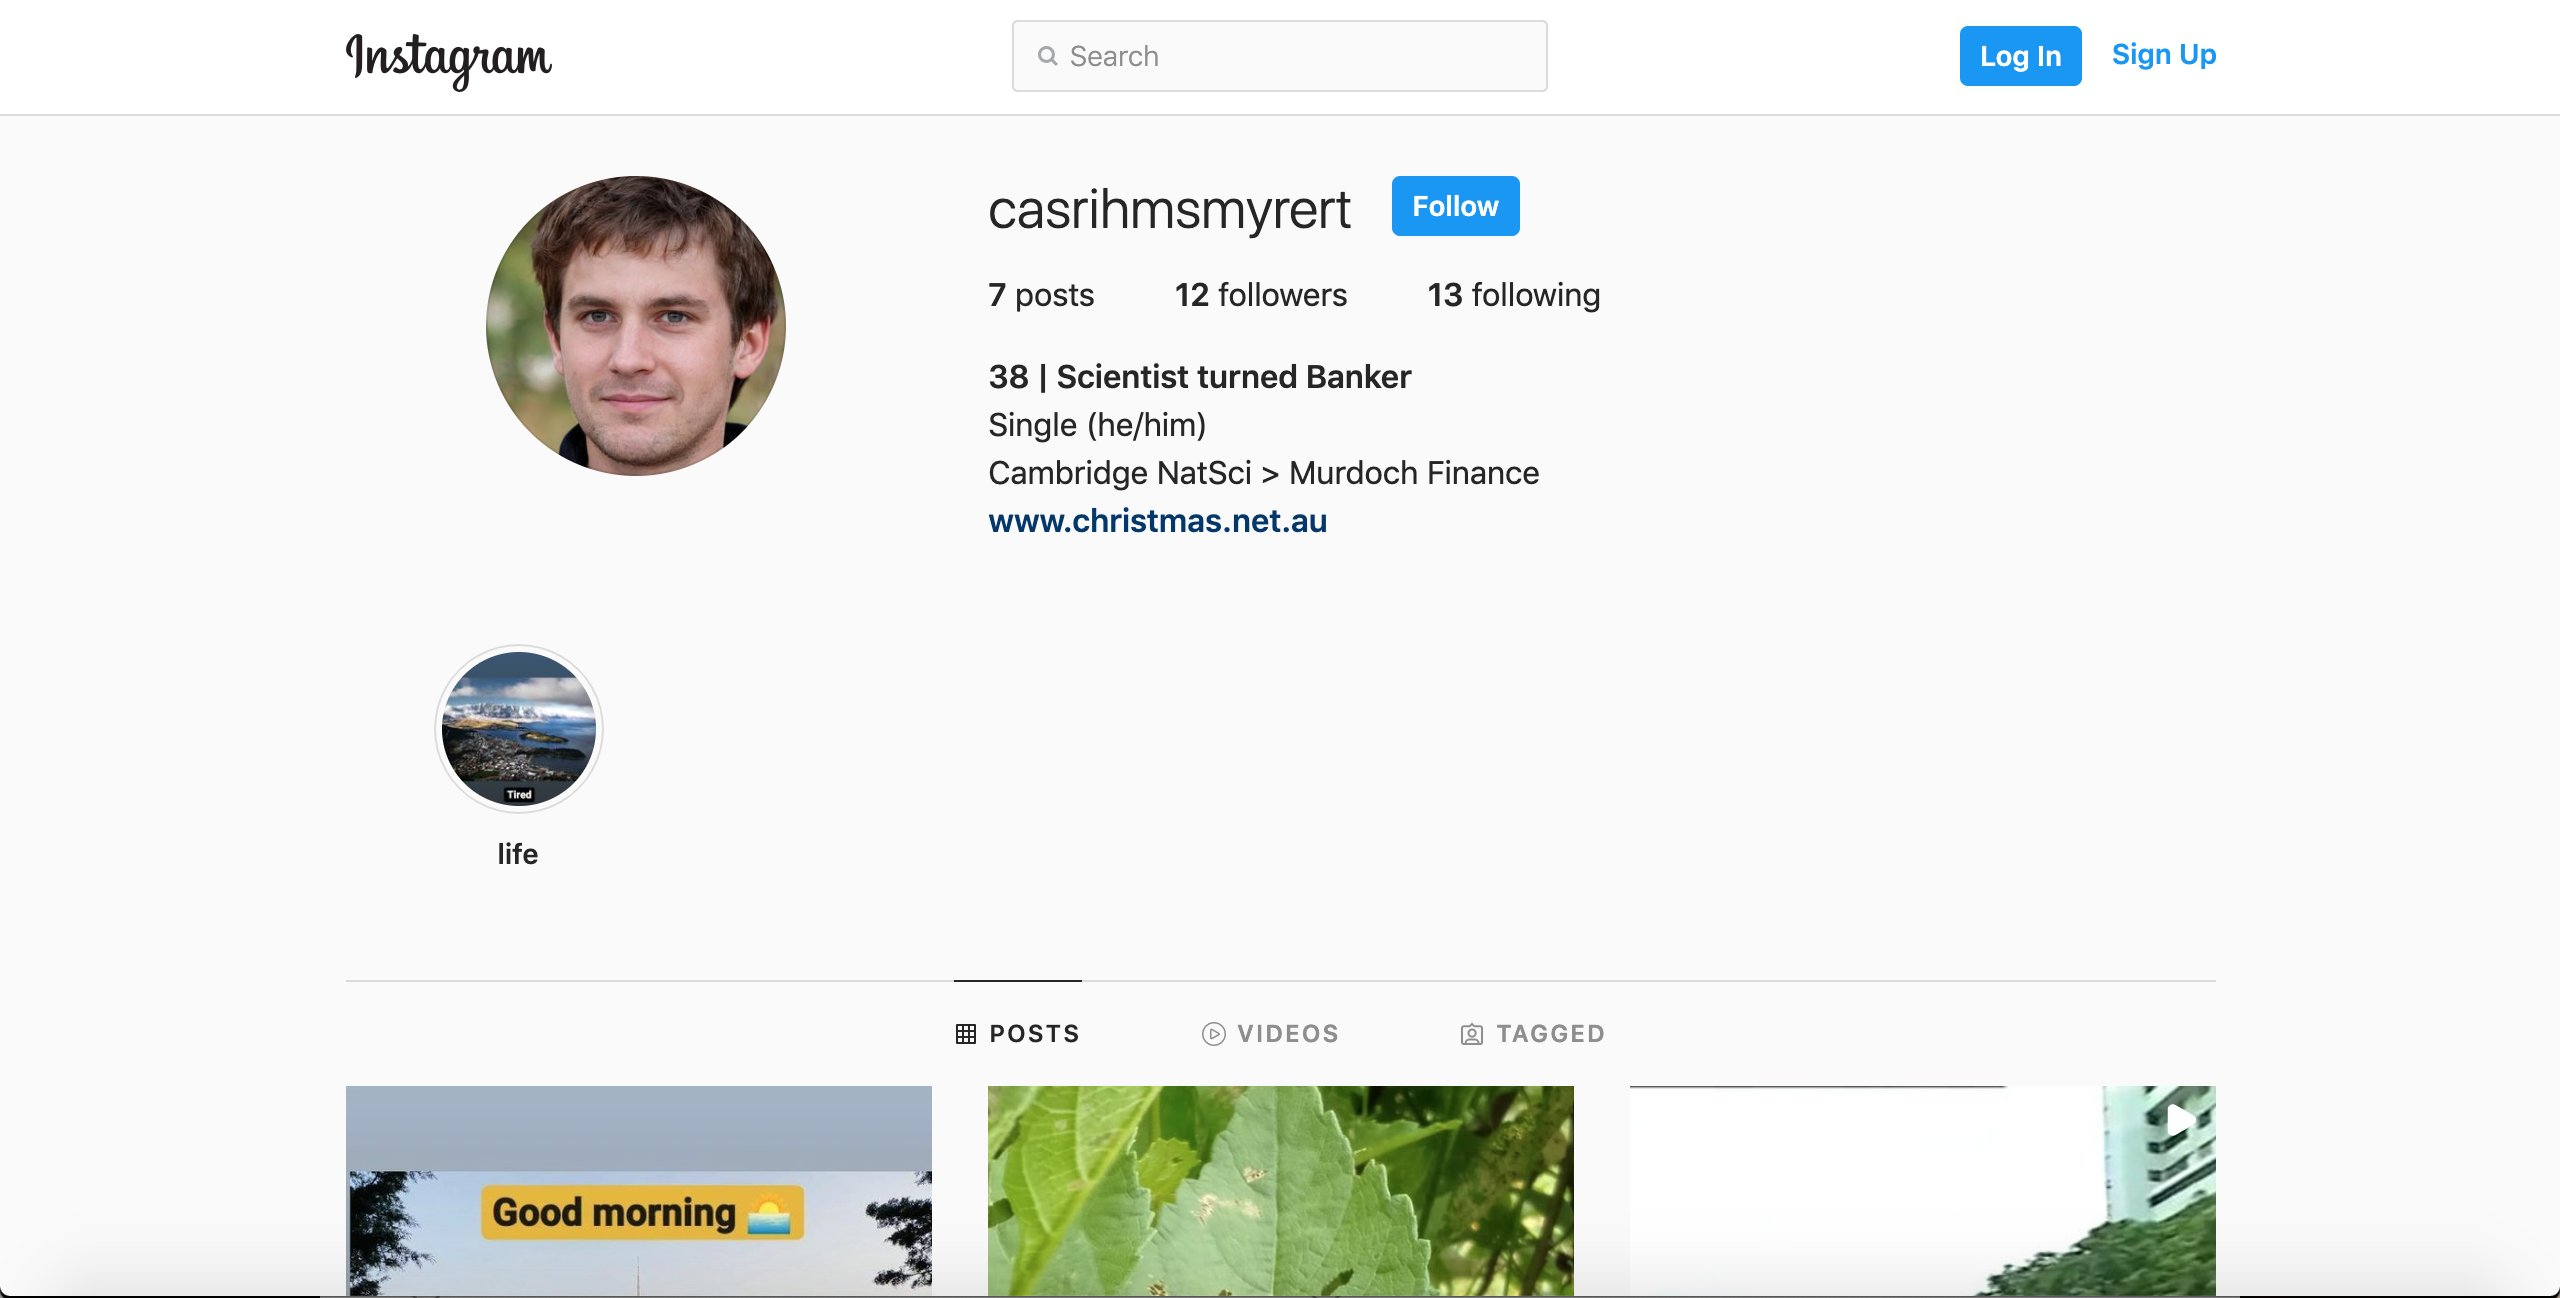 Instagram
Search
Log In
Sign Up
casrihmsmyrert
Follow
7 posts
12 followers
13 following
38 | Scientist turned Banker
Single (he/him)
Cambridge NatSci > Murdoch Finance
www.christmas.net.au
Tired
life
POSTS
VIDEOS
TAGGED
Good morning 🌅